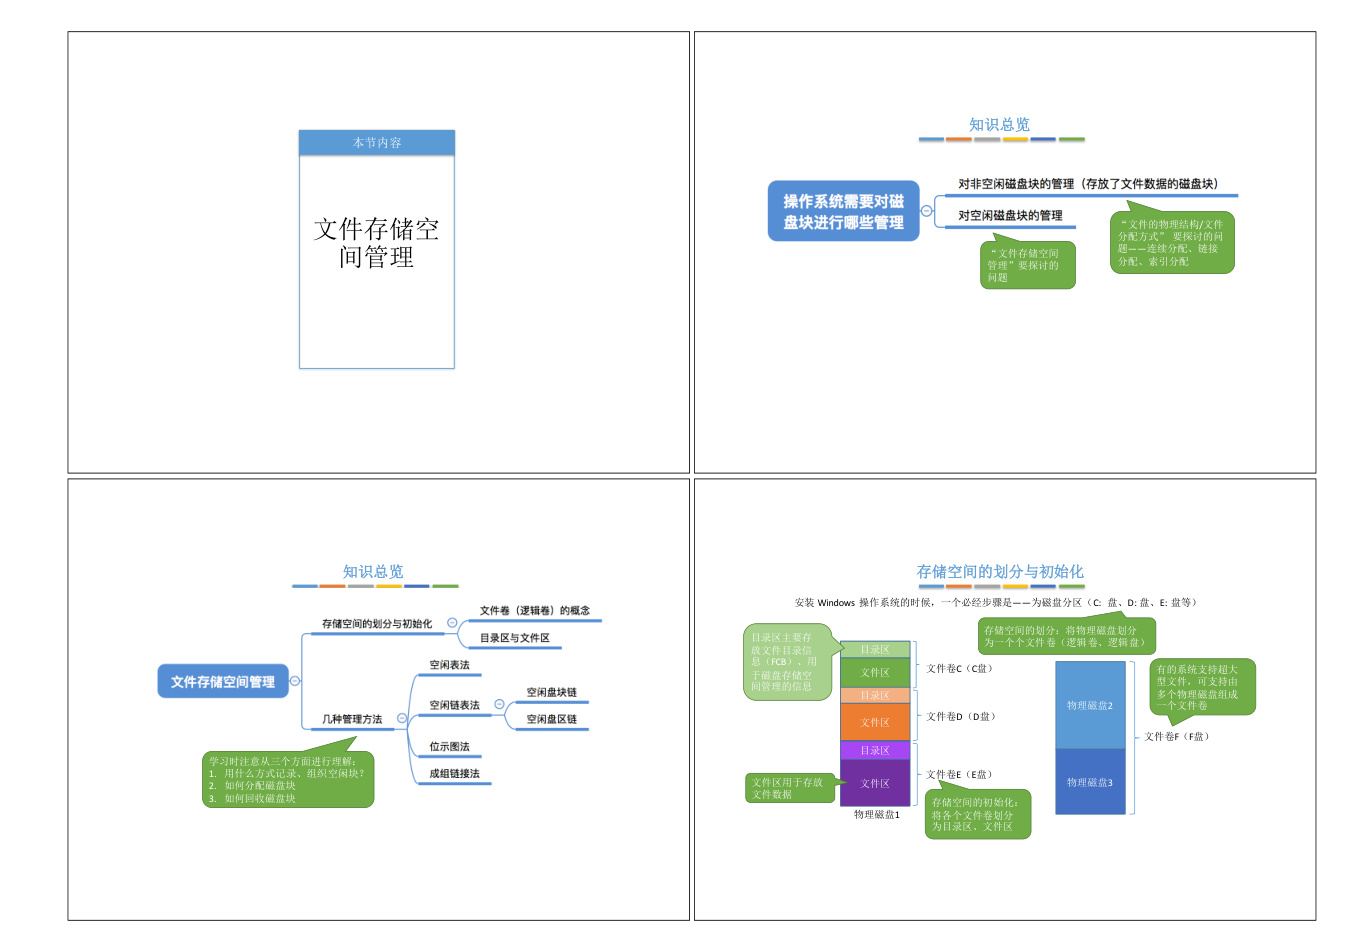 本节内容
文件存储空
间管理
知识总览
操作系统需要对磁
盘块进行哪些管理
对非空闲磁盘块的管理（存放了文件数据的磁盘块）
对空闲磁盘块的管理
“文件的物理结构/文件
分配方式” 要探讨的问
题——连续分配、链接
分配、索引分配
“文件存储空间
管理”要探讨的
问题
知识总览
文件存储空间管理
存储空间的划分与初始化
文件卷（逻辑卷）的概念
目录区与文件区
几种管理方法
空闲表法
空闲链表法
空闲盘块链
空闲盘区链
位示图法
成组链接法
学习时注意从三个方面进行理解：
1. 用什么方式记录、组织空闲块？
2. 如何分配磁盘块
3. 如何回收磁盘块
存储空间的划分与初始化
安装 Windows 操作系统的时候，一个必经步骤是——为磁盘分区（C: 盘、D: 盘、E: 盘等）
存储空间的划分：将物理磁盘划分
为一个个文件卷（逻辑卷、逻辑盘）
目录区主要存
放文件目录信
息（FCB）、用
于磁盘存储空
间管理的信息
目录区
文件区
文件卷C（C盘）
目录区
文件区
文件卷D（D盘）
目录区
文件区
文件卷E（E盘）
物理磁盘1
文件区用于存放
文件数据
存储空间的初始化：
将各个文件卷划分
为目录区、文件区
物理磁盘2
物理磁盘3
文件卷F（F盘）
有的系统支持超大
型文件，可支持由
多个物理磁盘组成
一个文件卷